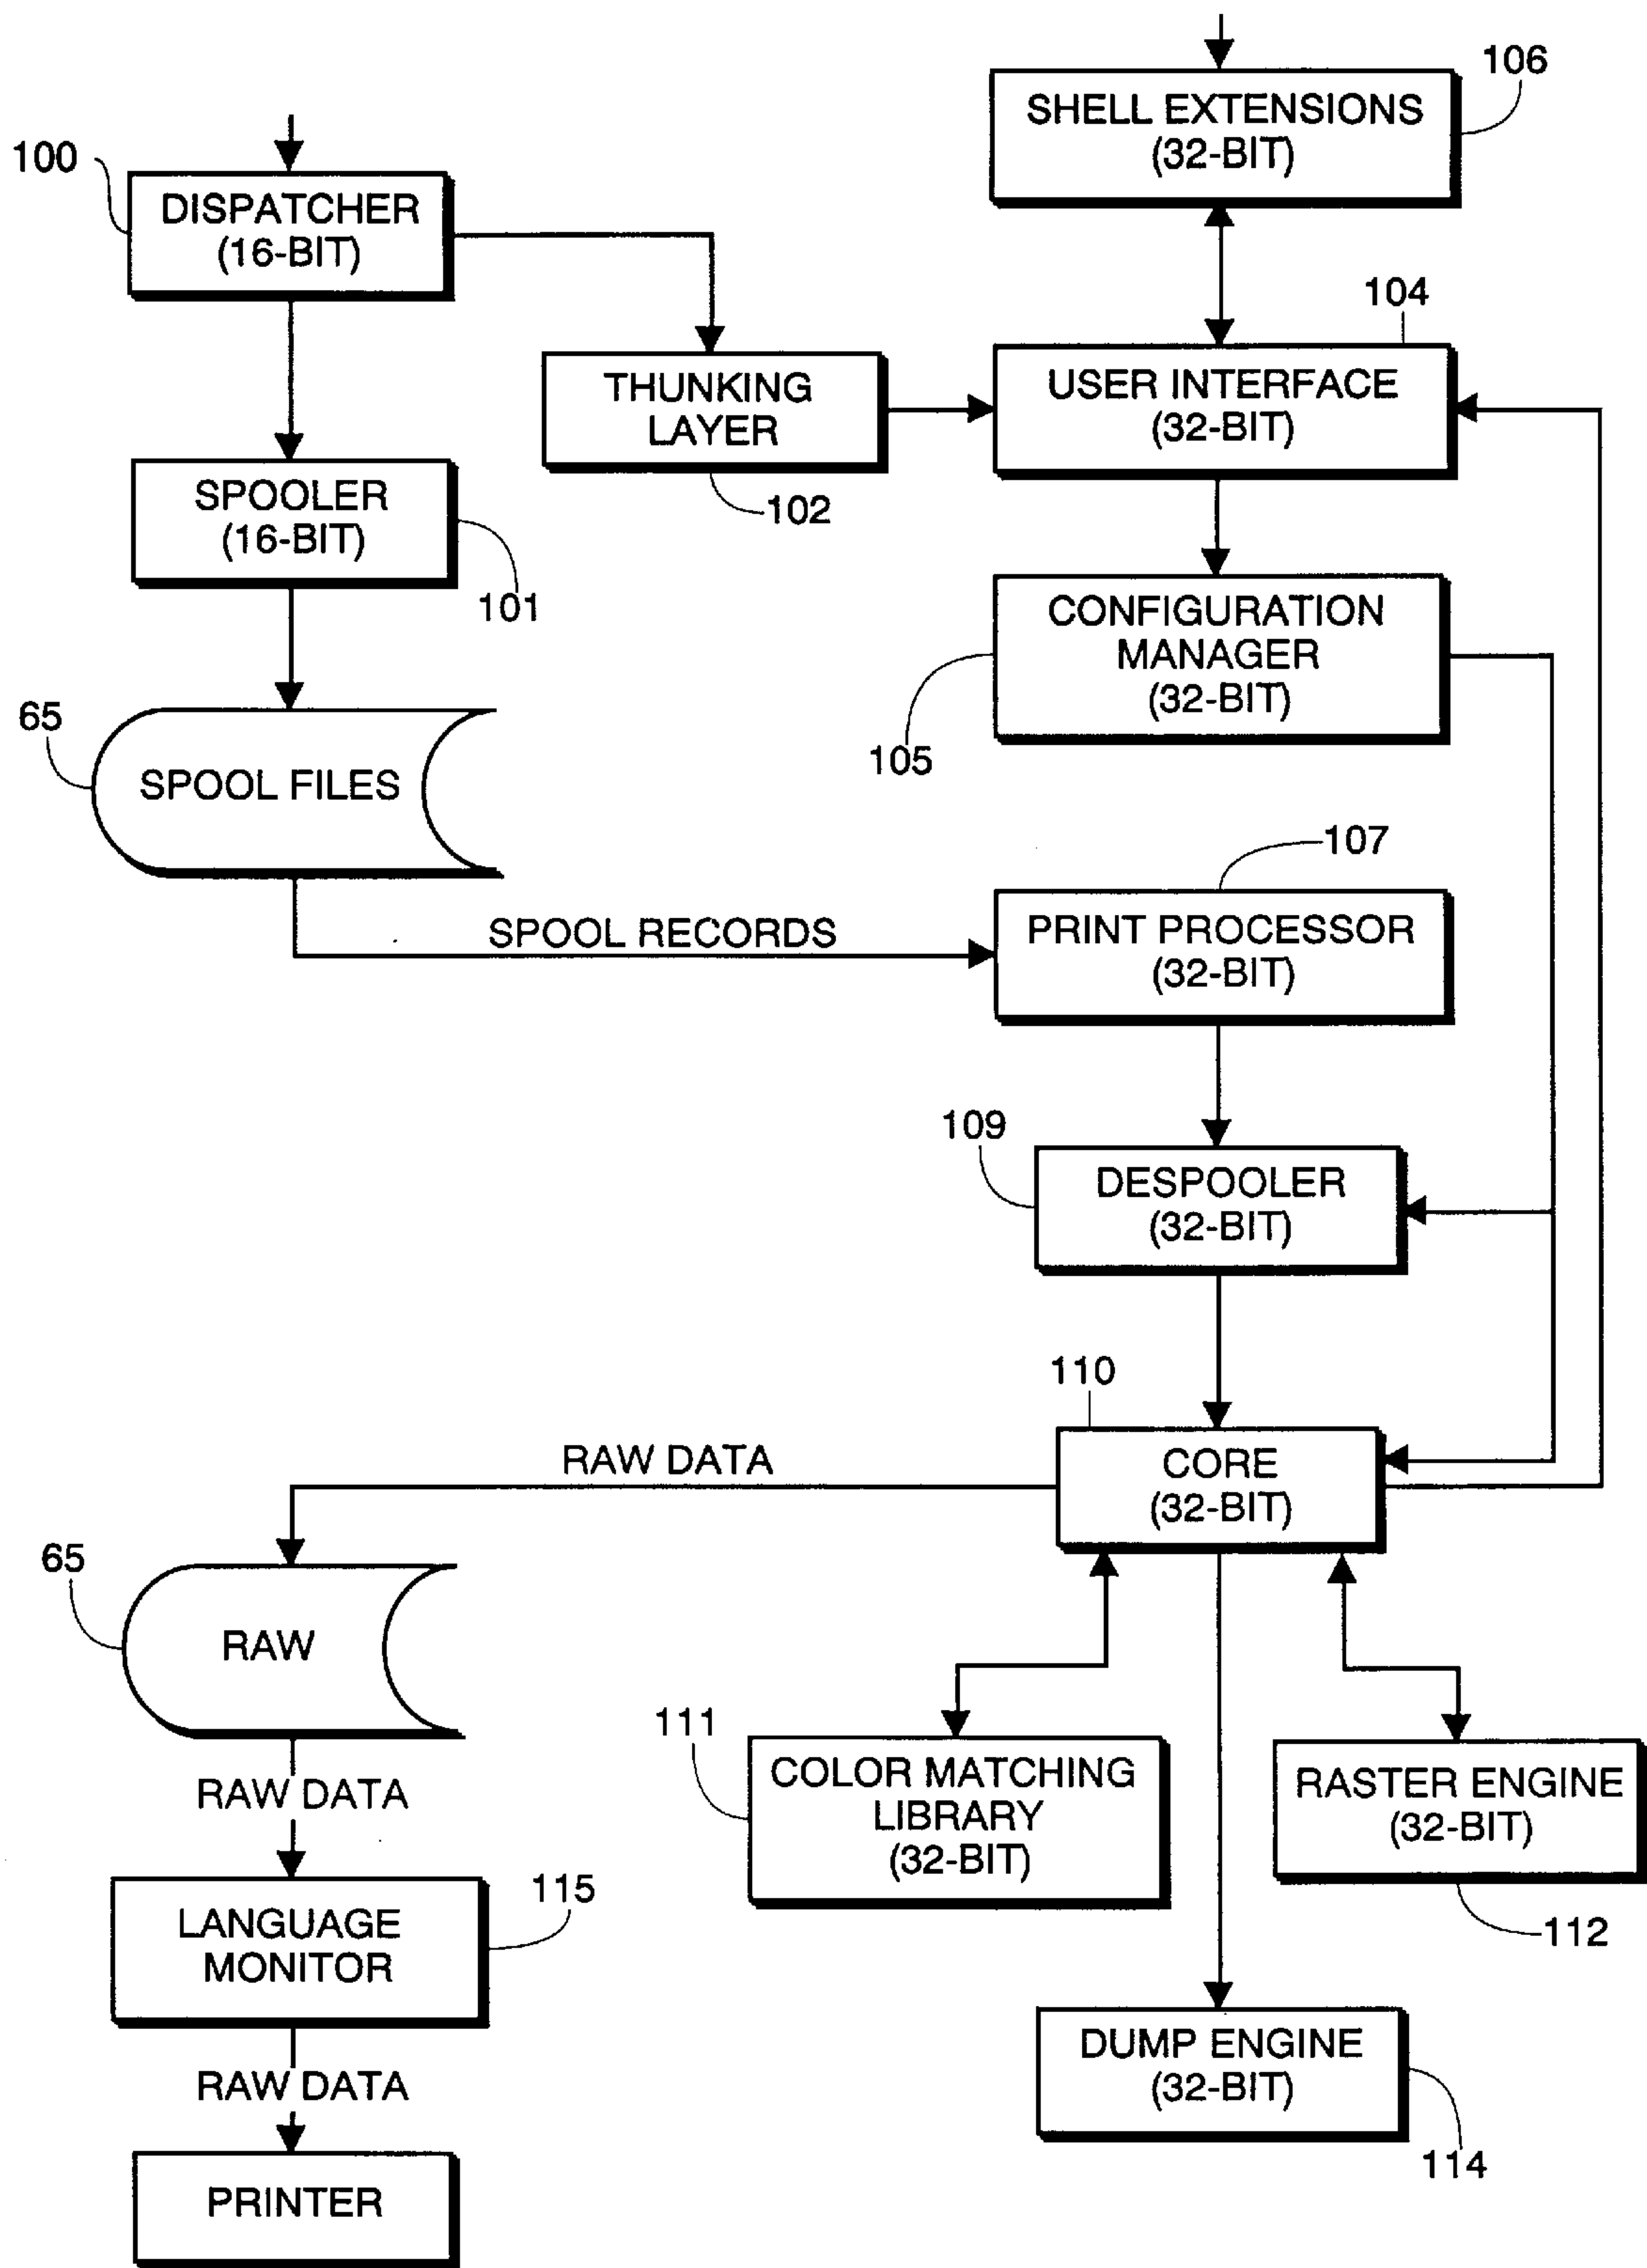 106
SHELL EXTENSIONS
(32-BIT)
100
DISPATCHER
(16-BIT)
104
THUNKING
LAYER
USER INTERFACE
(32-BIT)
102
SPOOLER
(16-BIT)
101
CONFIGURATION
MANAGER
(32-BIT)
105
65
SPOOL FILES
107
SPOOL RECORDS
PRINT PROCESSOR
(32-BIT)
109
DESPOOLER
(32-BIT)
110
RAW DATA
CORE
(32-BIT)
65
RAW
111
COLOR MATCHING
LIBRARY
(32-BIT)
RASTER ENGINE
(32-BIT)
112
RAW DATA
115
LANGUAGE
MONITOR
DUMP ENGINE
(32-BIT)
114
RAW DATA
PRINTER